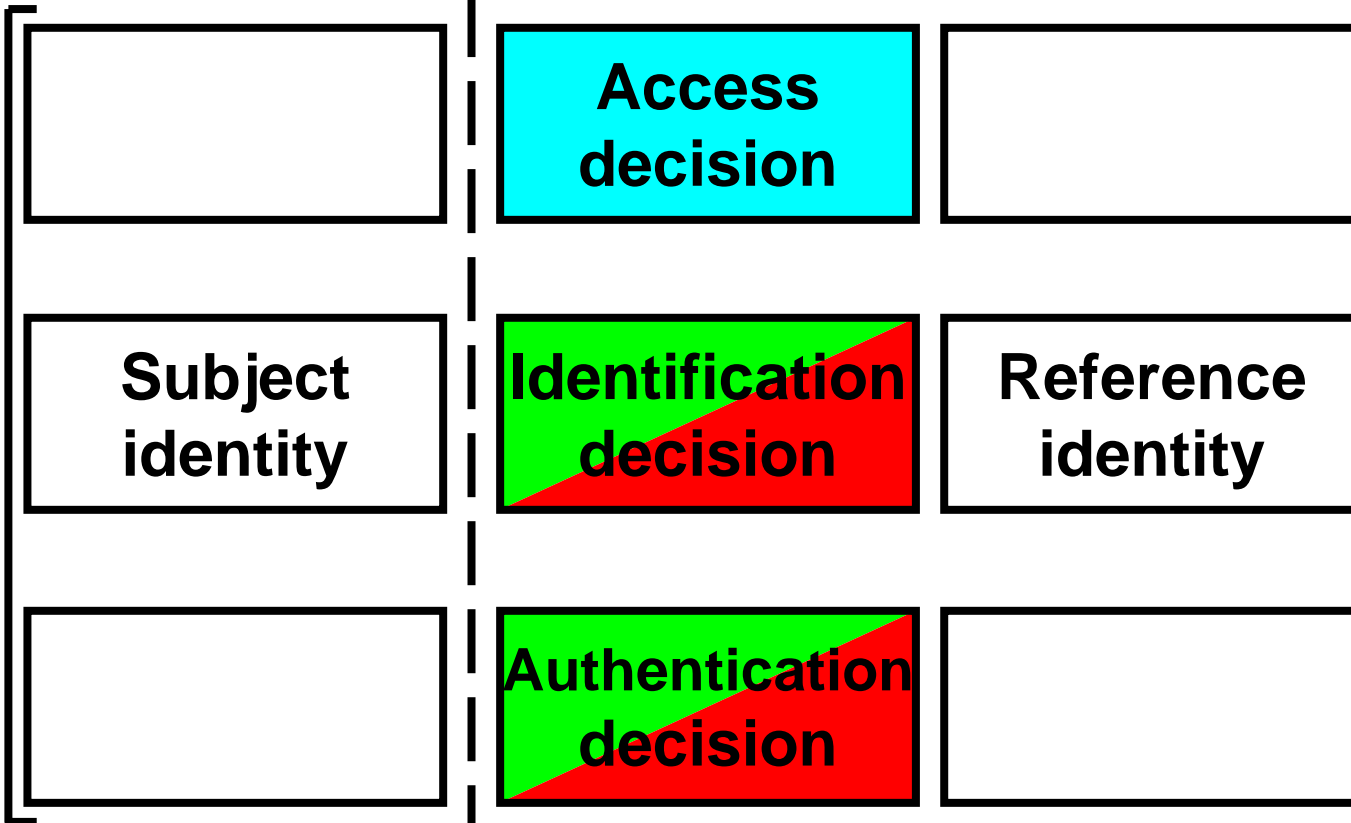 Access
decision
Subject
identity
Identification
decision
Reference
identity
Authentication
decision